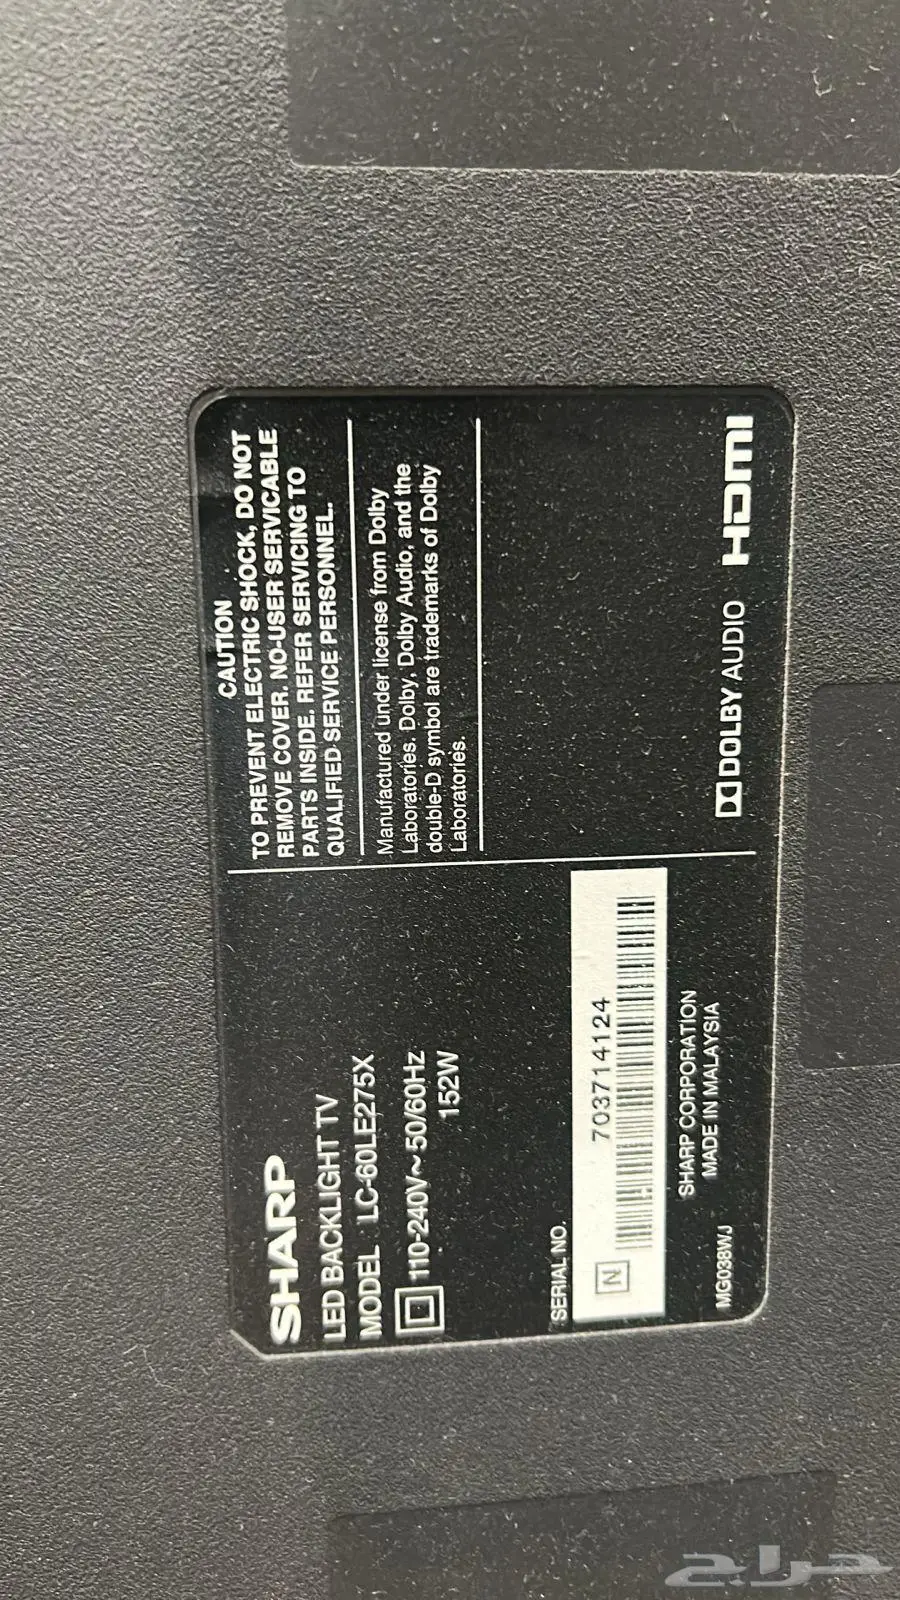 SHARP
LED BACKLIGHT TV
MODEL LC-60LE275X
110-240V~ 50/60Hz
152W
SERIAL NO.
N
703714124
SHARP CORPORATION
MADE IN MALAYSIA
MG038WJ
CAUTION
TO PREVENT ELECTRIC SHOCK, DO NOT
REMOVE COVER. NO-USER SERVICABLE
PARTS INSIDE. REFER SERVICING TO
QUALIFIED SERVICE PERSONNEL.
Manufactured under license from Dolby
Laboratories. Dolby, Dolby Audio, and the
double-D symbol are trademarks of Dolby
Laboratories.
DOLBY AUDIO
HDMI
حراج